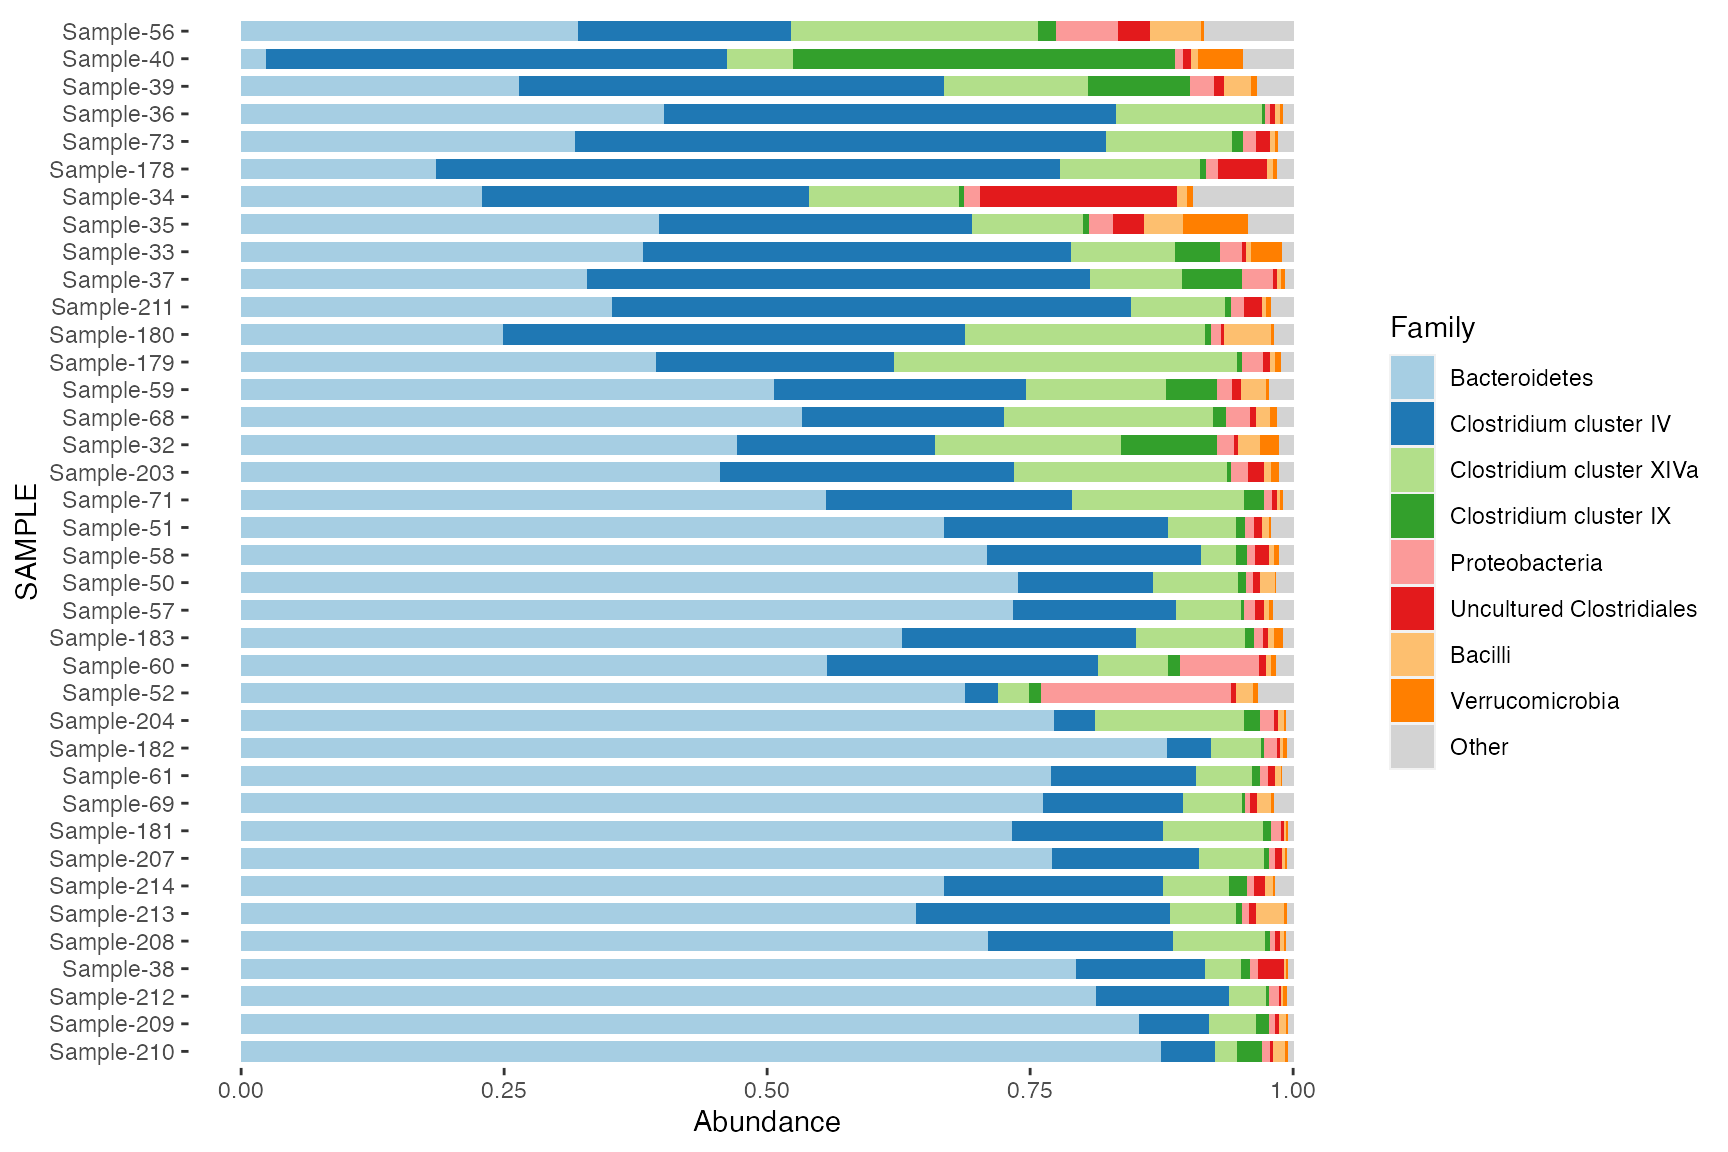 Sample-56
Sample-40
Sample-39
Sample-36
Sample-73
Sample-178
Sample-34
Sample-35
Sample-33
Sample-37
Sample-211
Sample-180
Sample-179
Sample-59
Sample-68
Sample-32
Sample-203
Sample-71
Sample-51
Sample-58
Sample-50
Sample-57
Sample-183
Sample-60
Sample-52
Sample-204
Sample-182
Sample-61
Sample-69
Sample-181
Sample-207
Sample-214
Sample-213
Sample-208
Sample-38
Sample-212
Sample-209
Sample-210
SAMPLE
0.00 0.25 0.50 0.75 1.00
Abundance
Family
Bacteroidetes
Clostridium cluster IV
Clostridium cluster XIVa
Clostridium cluster IX
Proteobacteria
Uncultured Clostridiales
Bacilli
Verrucomicrobia
Other